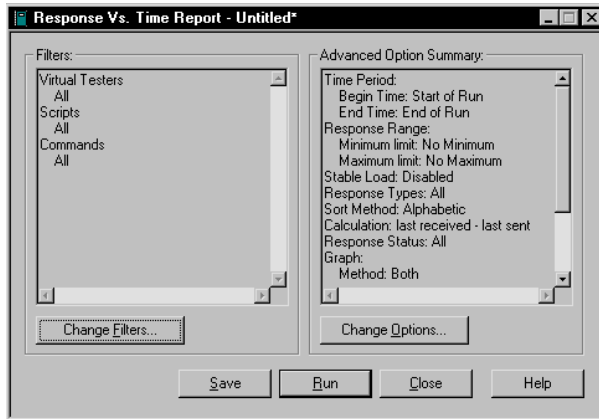 Response Vs. Time Report - Untitled*
Filters:
Virtual Testers
All
Scripts
All
Commands
All
Change Filters...
Advanced Option Summary:
Time Period:
Begin Time: Start of Run
End Time: End of Run
Response Range:
Minimum limit: No Minimum
Maximum limit: No Maximum
Stable Load: Disabled
Response Types: All
Sort Method: Alphabetic
Calculation: last received - last sent
Response Status: All
Graph:
Method: Both
Change Options...
Save Run Close Help